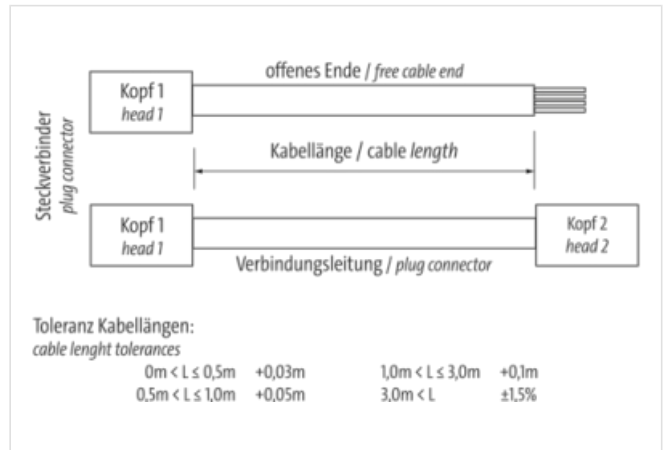 offenes Ende / free cable end
Kopf 1
head 1
Steckverbinder
plug connector
Kabellänge / cable length
Kopf 1
head 1
Kopf 2
head 2
Verbindungsleitung / plug connector
Toleranz Kabellängen:
cable lenght tolerances
0m < L ≤ 0,5m +0,03m 1,0m < L ≤ 3,0m +0,1m
0,5m < L ≤ 1,0m +0,05m 3,0m < L ±1,5%